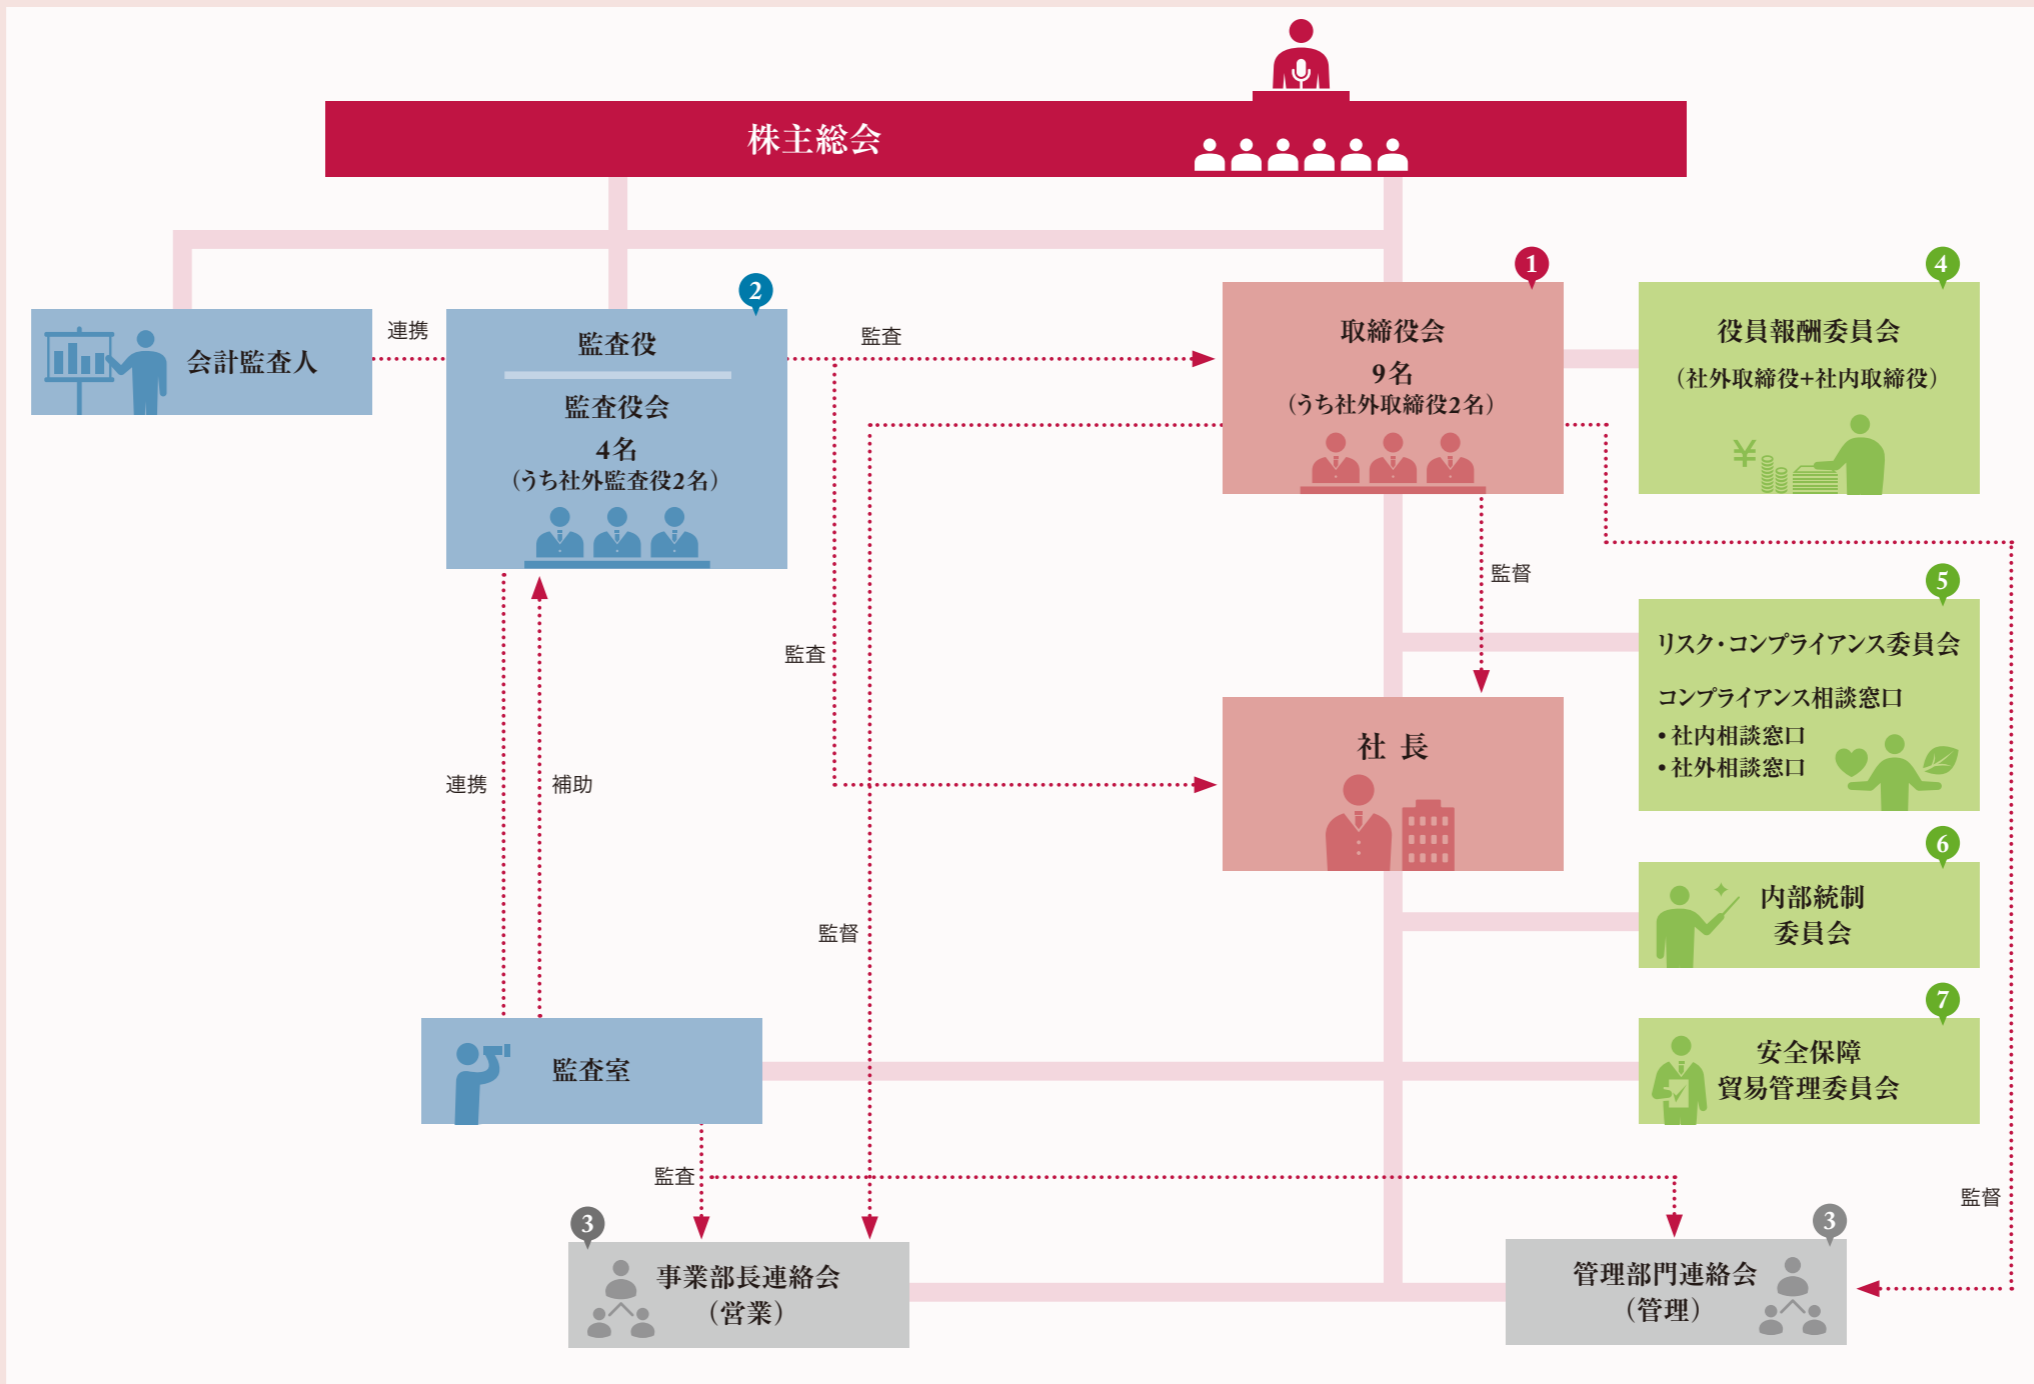 株主総会
1
2
4
会計監査人
連携
監査役
監査役会
4名
（うち社外監査役2名）
監査
取締役会
9名
（うち社外取締役2名）
役員報酬委員会
（社外取締役+社内取締役）
¥
監督
5
リスク・コンプライアンス委員会
コンプライアンス相談窓口
・社内相談窓口
・社外相談窓口
監査
社長
連携
補助
6
内部統制
委員会
監督
7
監査室
安全保障
貿易管理委員会
監査
監督
3
事業部長連絡会
（営業）
3
管理部門連絡会
（管理）